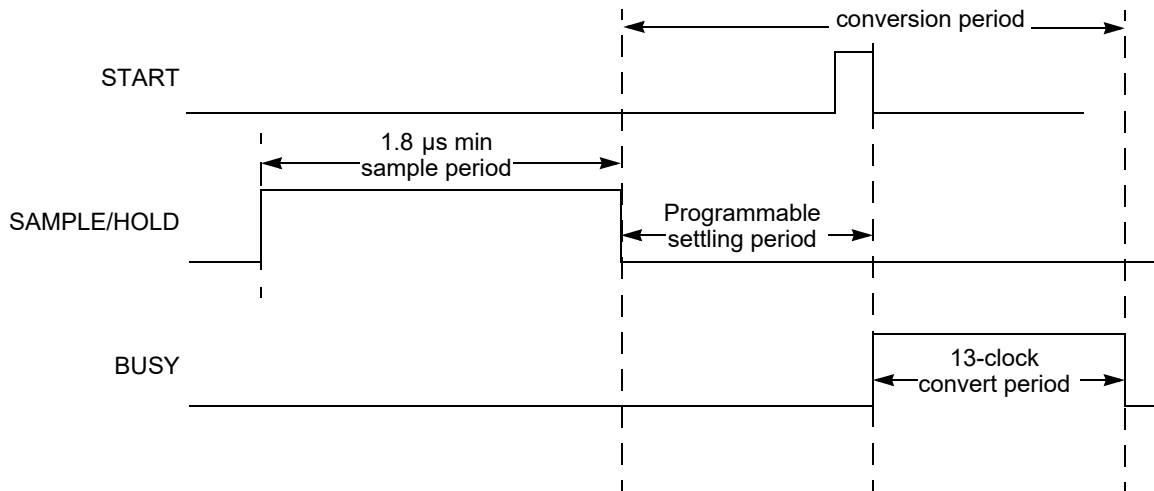 conversion period
START
1.8 µs min
sample period
SAMPLE/HOLD
Programmable
settling period
BUSY
13-clock
convert period